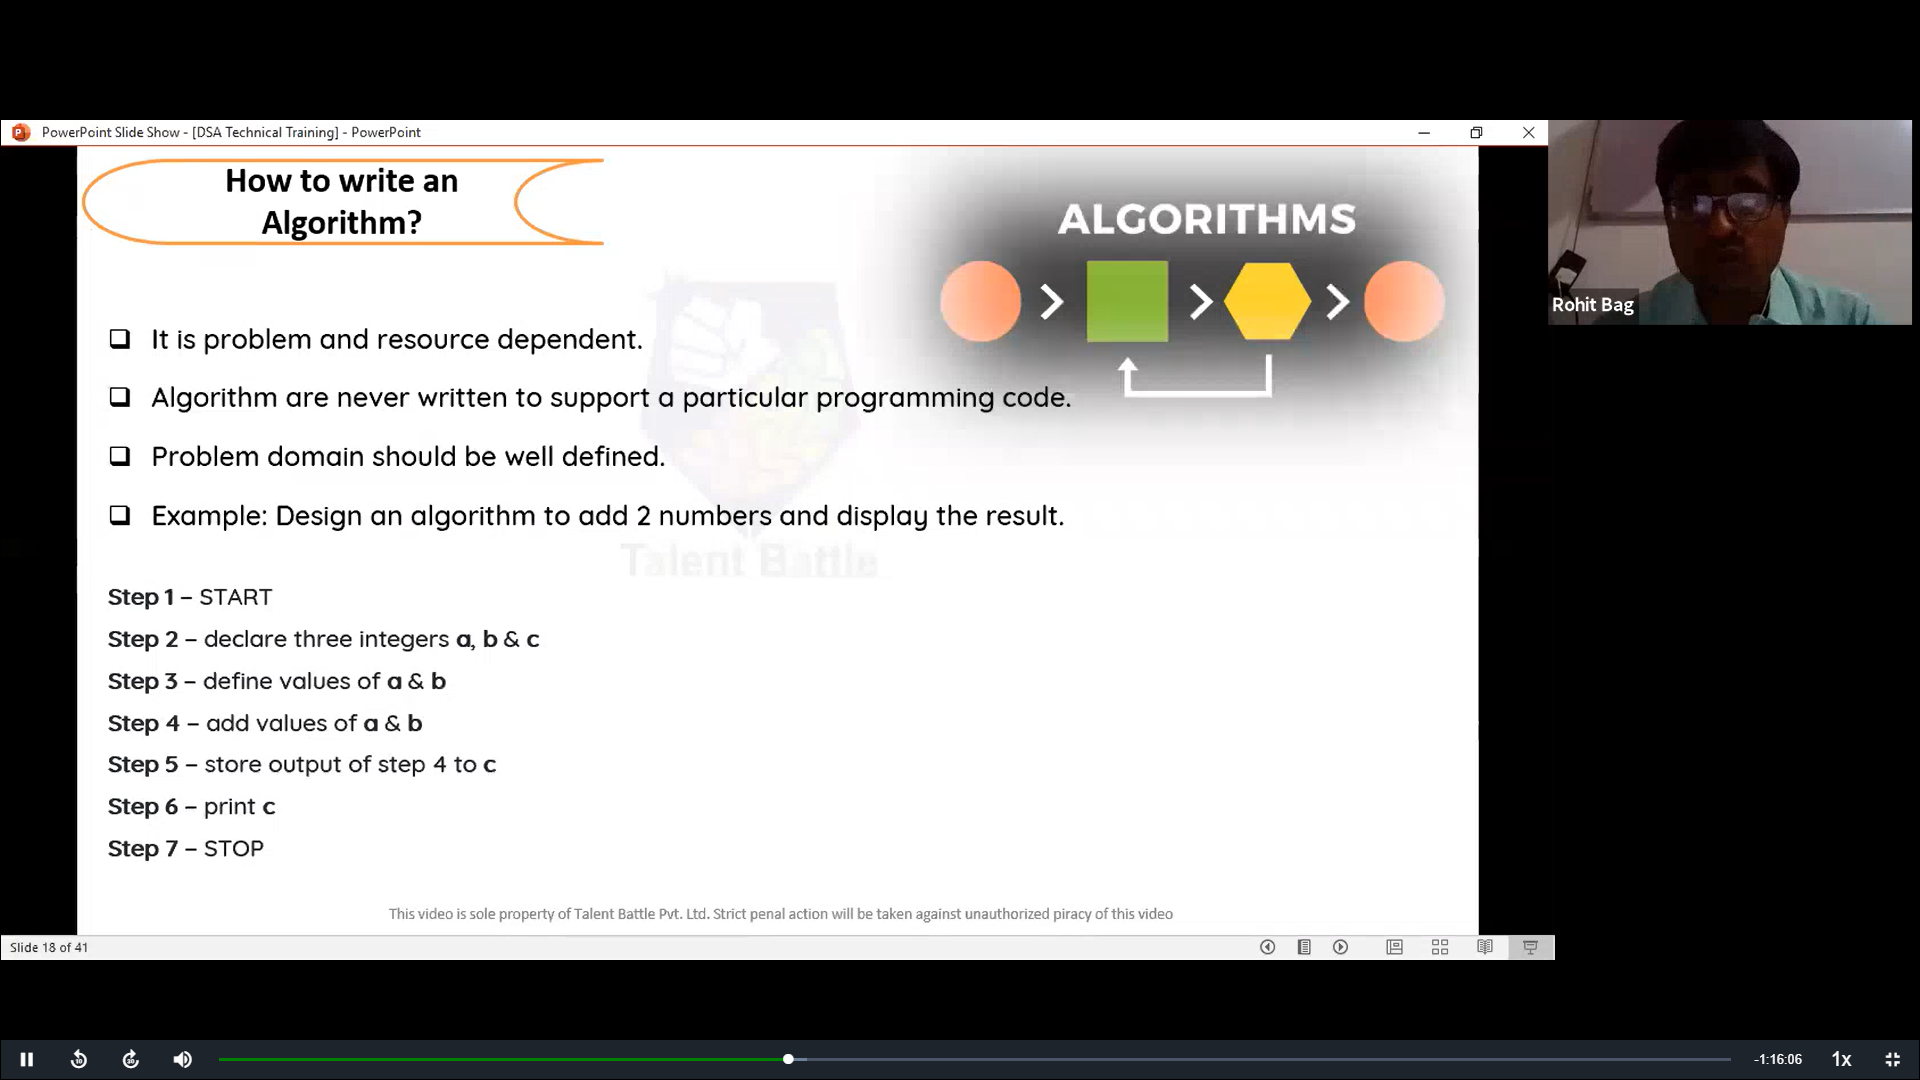 PowerPoint Slide Show - [DSA Technical Training] - PowerPoint
How to write an
Algorithm?
ALGORITHMS
Rohit Bag
❑ It is problem and resource dependent.
❑ Algorithm are never written to support a particular programming code.
❑ Problem domain should be well defined.
❑ Example: Design an algorithm to add 2 numbers and display the result.
Talent Battle
Step 1 – START
Step 2 – declare three integers a, b & c
Step 3 – define values of a & b
Step 4 – add values of a & b
Step 5 – store output of step 4 to c
Step 6 – print c
Step 7 – STOP
This video is sole property of Talent Battle Pvt. Ltd. Strict penal action will be taken against unauthorized piracy of this video
Slide 18 of 41
10
30
-1:16:06
1x